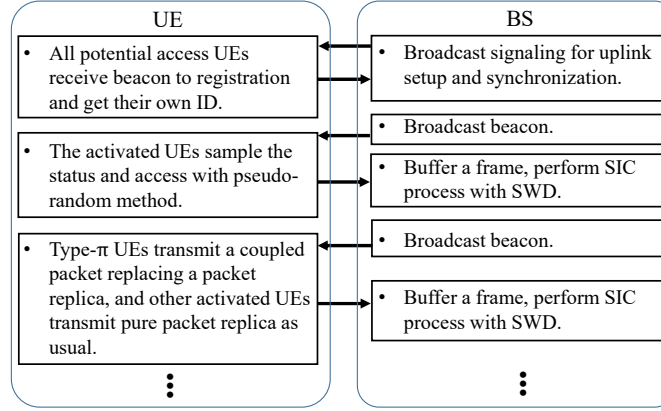 UE
• All potential access UEs
receive beacon to registration
and get their own ID.
• The activated UEs sample the
status and access with pseudo-
random method.
• Type-π UEs transmit a coupled
packet replacing a packet
replica, and other activated UEs
transmit pure packet replica as
usual.
BS
• Broadcast signaling for uplink
setup and synchronization.
• Broadcast beacon.
• Buffer a frame, perform SIC
process with SWD.
• Broadcast beacon.
• Buffer a frame, perform SIC
process with SWD.